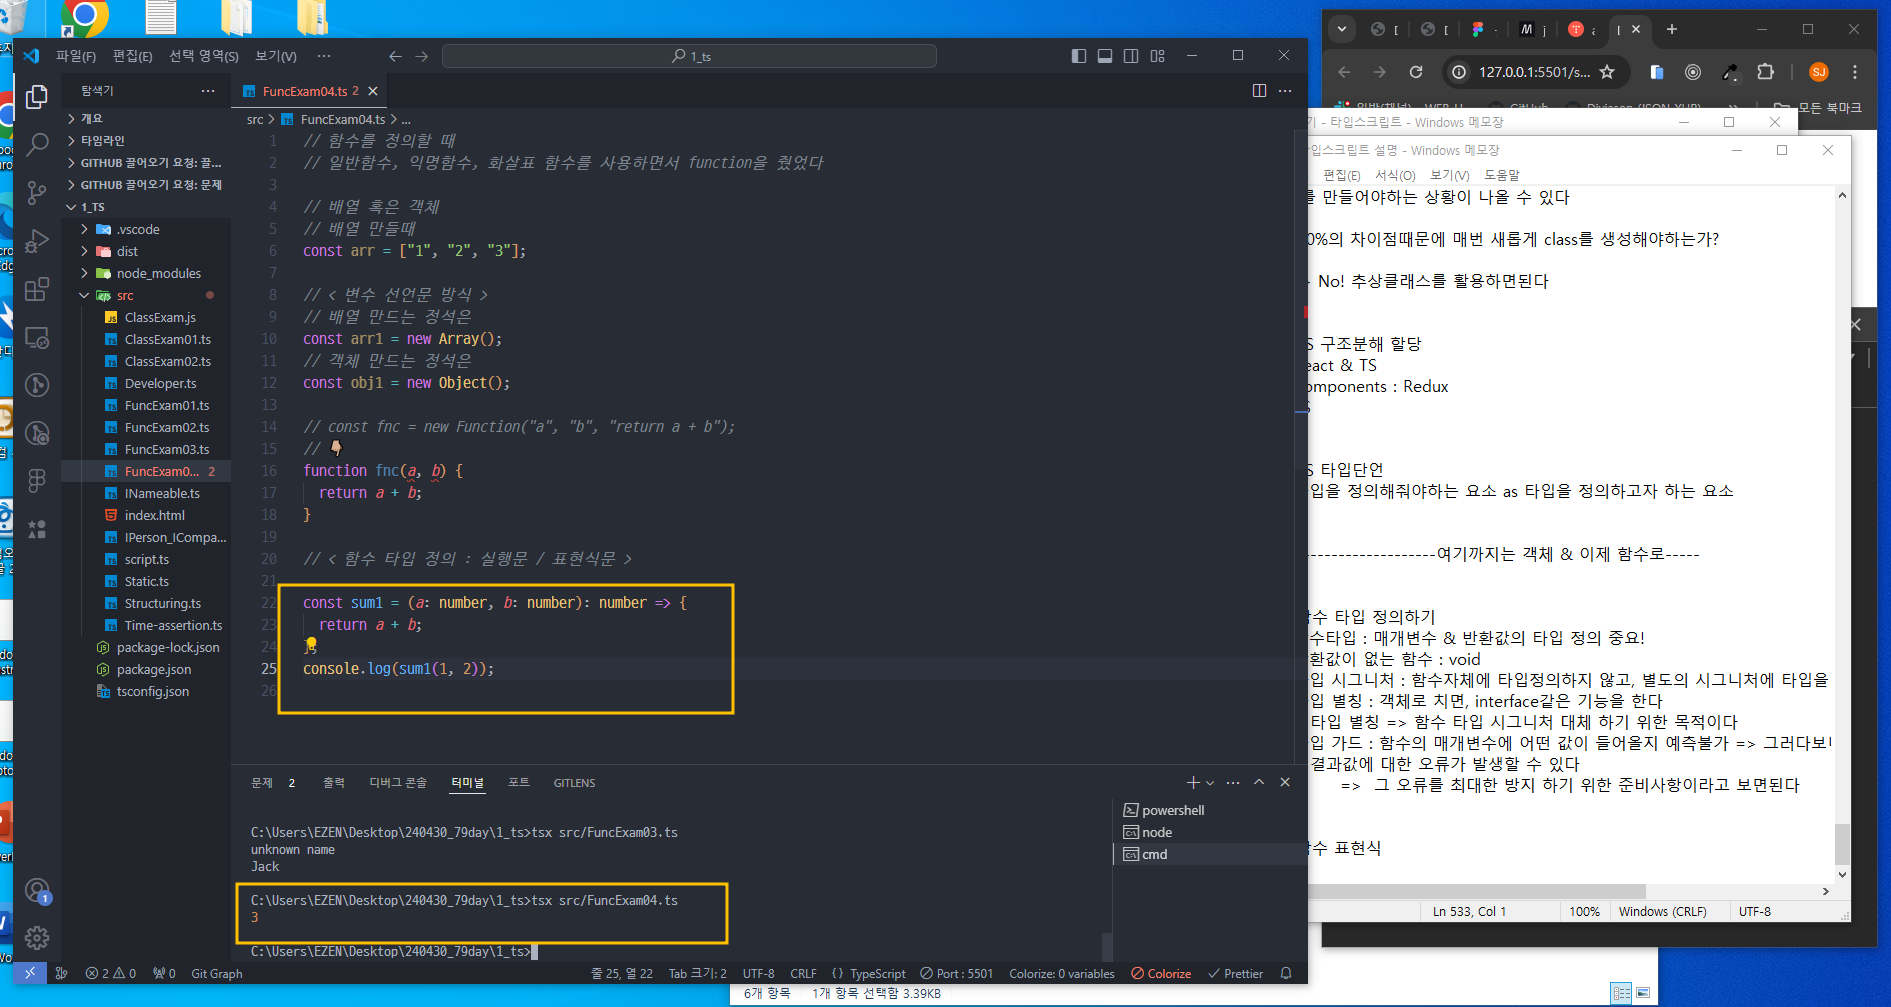 파일(F) 편집(E) 선택 영역(S) 보기(V) ··· 1_ts
탐색기 ···
개요
타임라인
GITHUB 끌어오기 요청: 끌...
GITHUB 끌어오기 요청: 문제
1_TS
.vscode
dist
node_modules
src
ClassExam.js
ClassExam01.ts
ClassExam02.ts
Developer.ts
FuncExam01.ts
FuncExam02.ts
FuncExam03.ts
FuncExam0... 2
INameable.ts
index.html
IPerson_ICompa...
script.ts
Static.ts
Structuring.ts
Time-assertion.ts
package-lock.json
package.json
tsconfig.json
FuncExam04.ts 2
src > FuncExam04.ts > ...
1 // 함수를 정의할 때
2 // 일반함수, 익명함수, 화살표 함수를 사용하면서 function을 줬었다
3
4 // 배열 혹은 객체
5 // 배열 만들때
6 const arr = ["1", "2", "3"];
7
8 // < 변수 선언문 방식 >
9 // 배열 만드는 정석은
10 const arr1 = new Array();
11 // 객체 만드는 정석은
12 const obj1 = new Object();
13
14 // const fnc = new Function("a", "b", "return a + b");
15 // 👇
16 function fnc(a, b) {
17 return a + b;
18 }
19
20 // < 함수 타입 정의 : 실행문 / 표현식문 >
21
22 const sum1 = (a: number, b: number): number => {
23 return a + b;
24 };
25 console.log(sum1(1, 2));
26
문제 2 출력 디버그 콘솔 터미널 포트 GITLENS
C:\Users\EZEN\Desktop\240430_79day\1_ts>tsx src/FuncExam03.ts
unknown name
Jack
C:\Users\EZEN\Desktop\240430_79day\1_ts>tsx src/FuncExam04.ts
3
C:\Users\EZEN\Desktop\240430_79day\1_ts>
powershell
node
cmd
2 0 0 Git Graph 줄 25, 열 22 Tab 크기: 2 UTF-8 CRLF {} TypeScript Port : 5501 Colorize: 0 variables Colorize Prettier
127.0.0.1:5501/s...
SJ
모든 북마크
- 타입스크립트 - Windows 메모장
입스크립트 설명 - Windows 메모장
편집(E) 서식(O) 보기(V) 도움말
만들어야하는 상황이 나올 수 있다
0%의 차이점때문에 매번 새롭게 class를 생성해야하는가?
No! 추상클래스를 활용하면된다
S 구조분해 할당
eact & TS
omponents : Redux
S
S 타입단언
입을 정의해줘야하는 요소 as 타입을 정의하고자 하는 요소
-------------------여기까지는 객체 & 이제 함수로-----
수 타입 정의하기
수타입 : 매개변수 & 반환값의 타입 정의 중요!
환값이 없는 함수 : void
입 시그니처 : 함수자체에 타입정의하지 않고, 별도의 시그니처에 타입을
입 별칭 : 객체로 치면, interface같은 기능을 한다
타입 별칭 => 함수 타입 시그니처 대체 하기 위한 목적이다
입 가드 : 함수의 매개변수에 어떤 값이 들어올지 예측불가 => 그러다보니
결과값에 대한 오류가 발생할 수 있다
=> 그 오류를 최대한 방지 하기 위한 준비사항이라고 보면된다
수 표현식
Ln 533, Col 1 100% Windows (CRLF) UTF-8
6개 항목 1개 항목 선택함 3.39KB